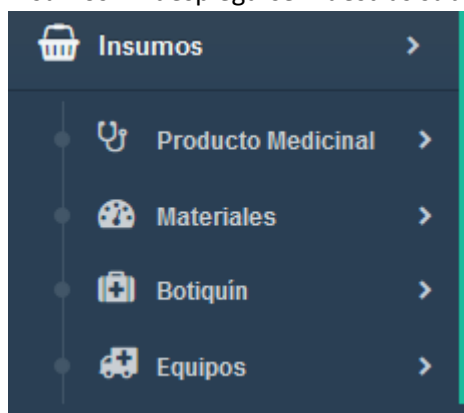 Insumos
Producto Medicinal
Materiales
Botiquín
Equipos